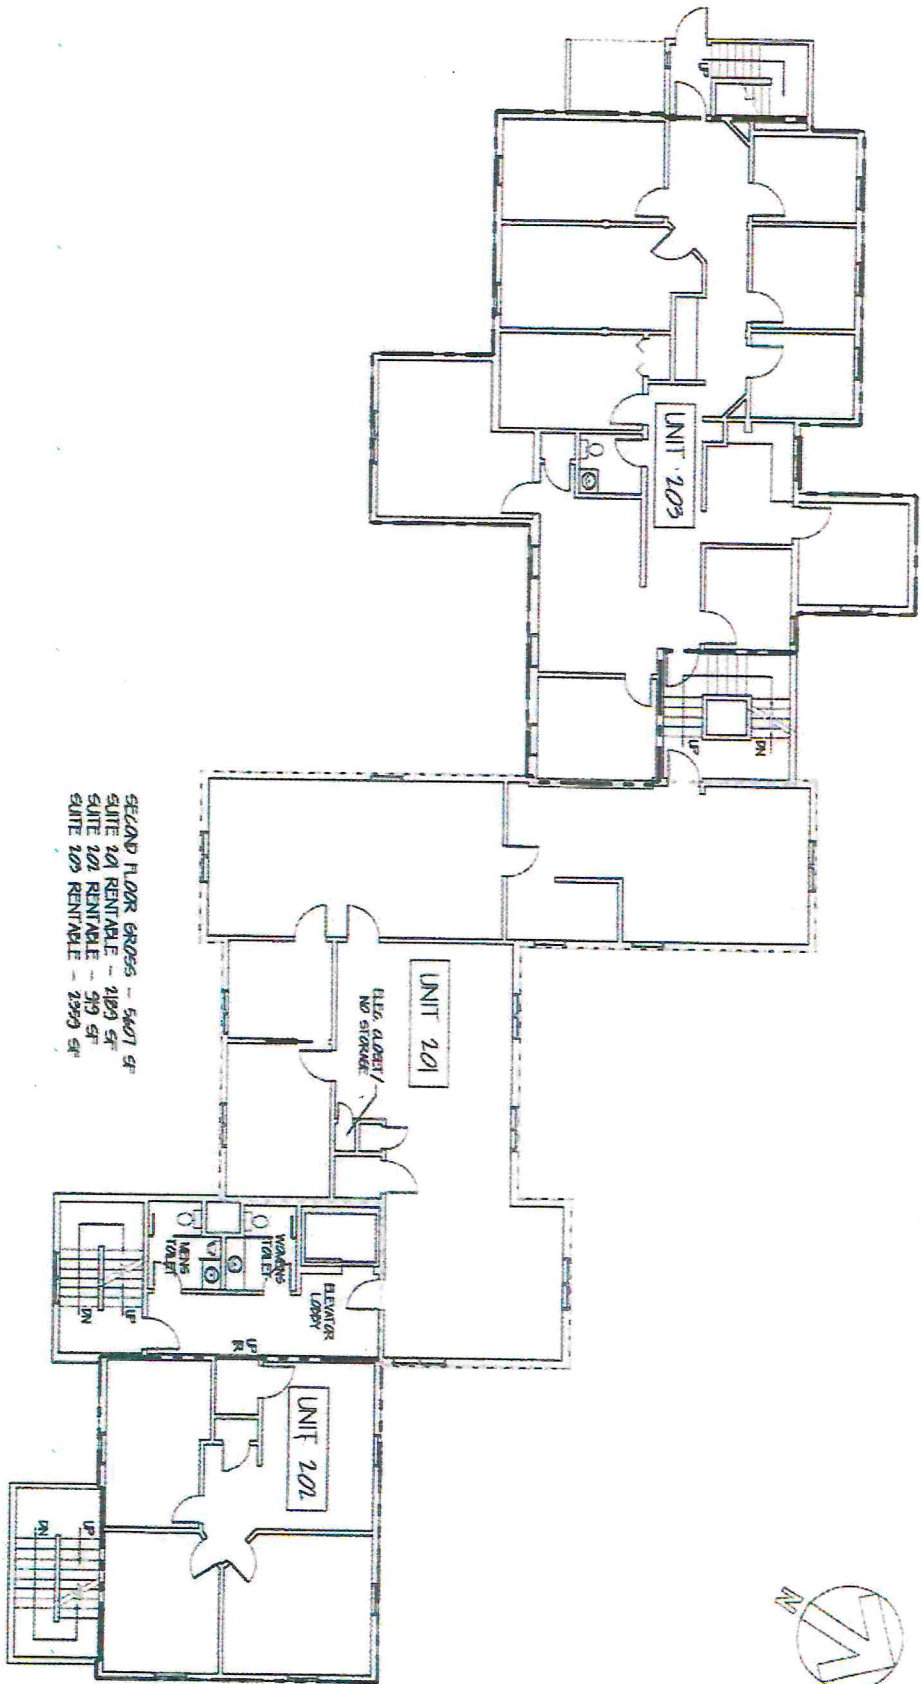 UP
UNIT 203
DN
UP
UNIT 201
ELEC. CLOSET /
NO STORAGE
WOMENS
TOILET
MENS
TOILET
ELEVATOR
LOBBY
UP
DN
UP
UNIT 202
UP
DN
N
SECOND FLOOR GROSS - 5607 SF
SUITE 201 RENTABLE - 2189 SF
SUITE 202 RENTABLE - 919 SF
SUITE 203 RENTABLE - SF